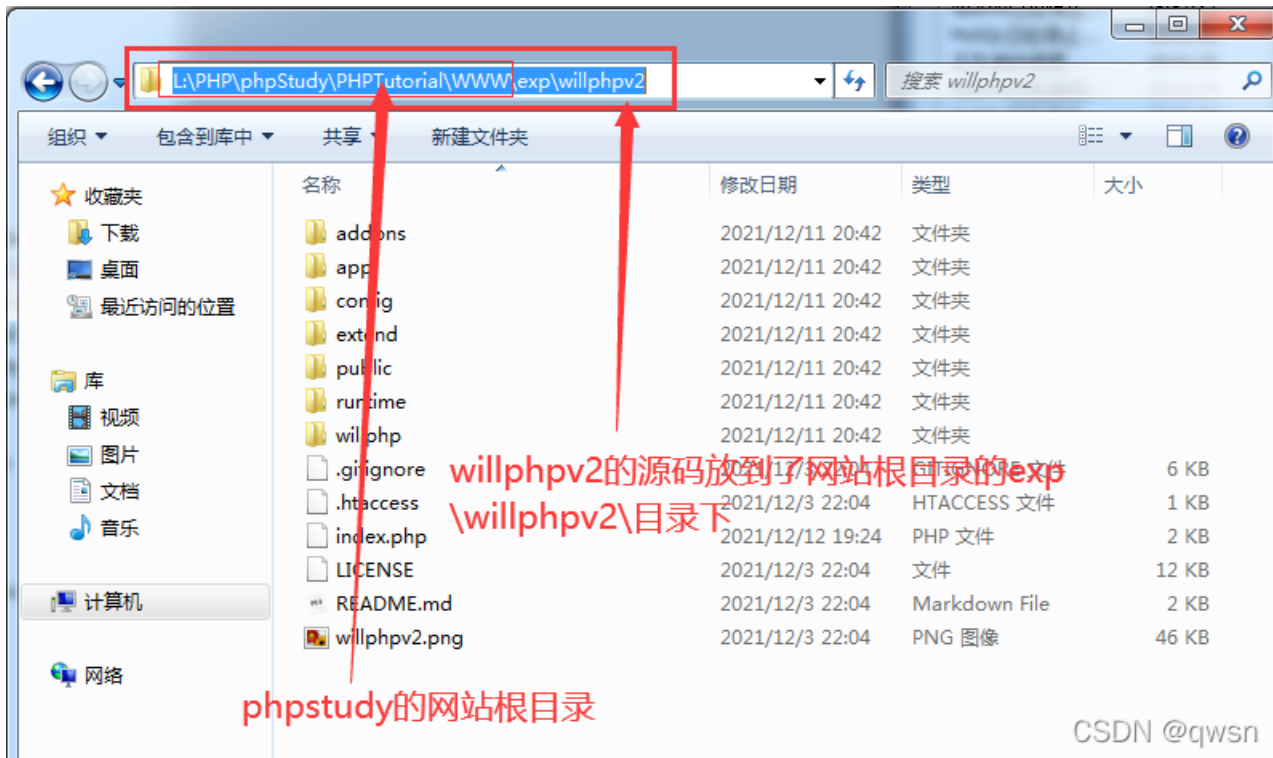 L:\PHP\phpStudy\PHPTutorial\WWW\exp\willphpv2
搜索 willphpv2
组织 包含到库中 共享 新建文件夹
名称 修改日期 类型 大小
收藏夹
下载
桌面
最近访问的位置
库
视频
图片
文档
音乐
计算机
网络
addons 2021/12/11 20:42 文件夹
app 2021/12/11 20:42 文件夹
config 2021/12/11 20:42 文件夹
extend 2021/12/11 20:42 文件夹
public 2021/12/11 20:42 文件夹
runtime 2021/12/11 20:42 文件夹
willphp 2021/12/11 20:42 文件夹
.gitignore 2021/12/3 22:04 GITIGNORE 文件 6 KB
.htaccess 2021/12/3 22:04 HTACCESS 文件 1 KB
index.php 2021/12/12 19:24 PHP 文件 2 KB
LICENSE 2021/12/3 22:04 文件 12 KB
README.md 2021/12/3 22:04 Markdown File 2 KB
willphpv2.png 2021/12/3 22:04 PNG 图像 46 KB
willphpv2的源码放到了网站根目录的exp
\willphpv2\目录下
phpstudy的网站根目录
CSDN @qwsn